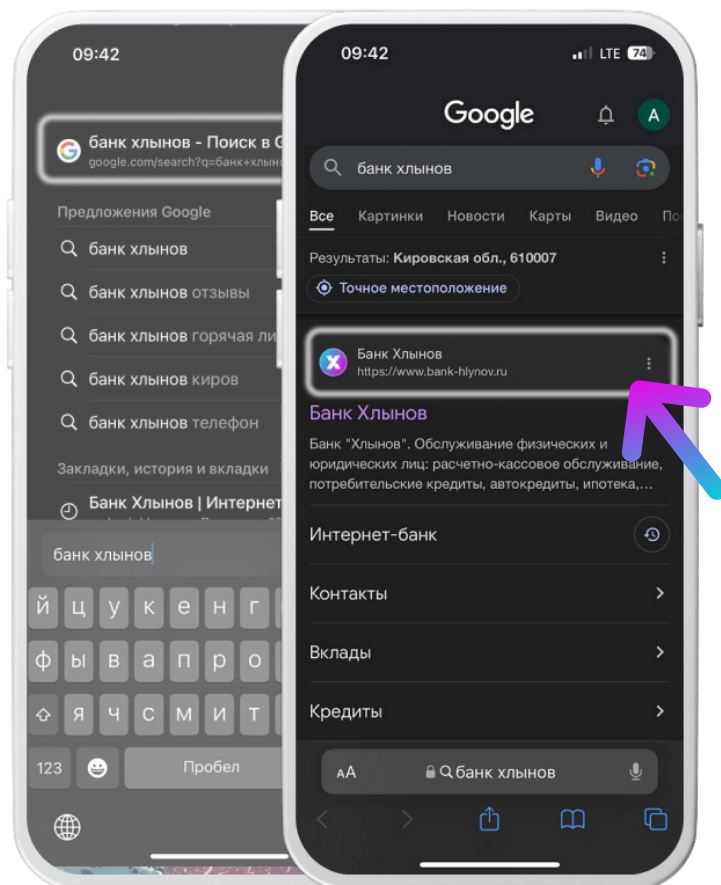 09:42
банк хлынов - Поиск в G
google.com/search?q=банк+хлын
Предложения Google
банк хлынов
банк хлынов отзывы
банк хлынов горячая ли
банк хлынов киров
банк хлынов телефон
Закладки, история и вкладки
Банк Хлынов | Интернет
банк хлынов
й ц у к е н г
ф ы в а п р о
я ч с м и т
123 Пробел
09:42 LTE 74
Google A
банк хлынов
Все Картинки Новости Карты Видео По
Результаты: Кировская обл., 610007
Точное местоположение
Банк Хлынов
https://www.bank-hlynov.ru
Банк Хлынов
Банк "Хлынов". Обслуживание физических и
юридических лиц: расчетно-кассовое обслуживание,
потребительские кредиты, автокредиты, ипотека,...
Интернет-банк
Контакты
Вклады
Кредиты
AA банк хлынов